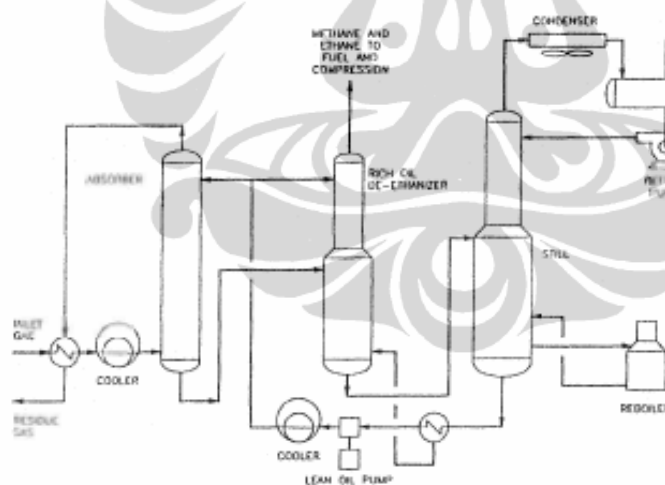 CONDENSER
METHANE AND
ETHANE TO
FUEL AND
COMPRESSION
ABSORBER
RICH OIL
DE-ETHANIZER
STILL
INLET
GAS
COOLER
REBOILE
RESIDUE
GAS
COOLER
LEAN OIL PUMP